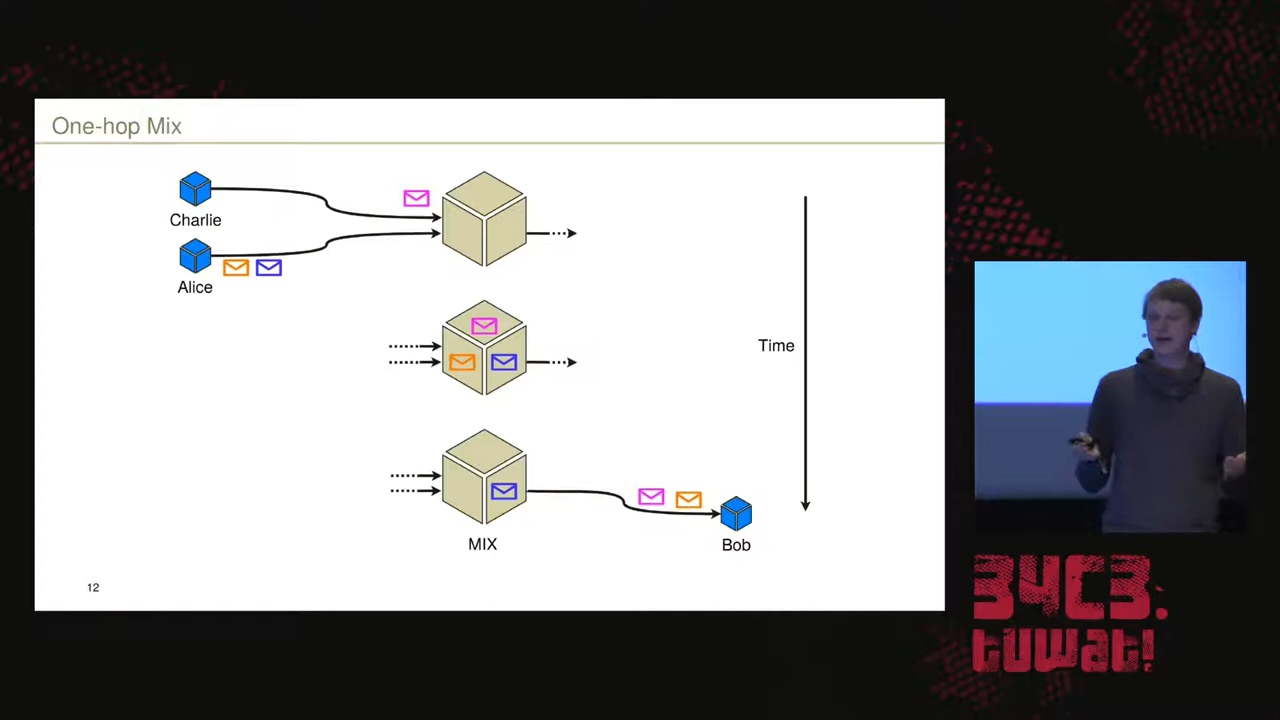 One-hop Mix
Charlie
Alice
Time
MIX
Bob
12
34C3.
tuwat!